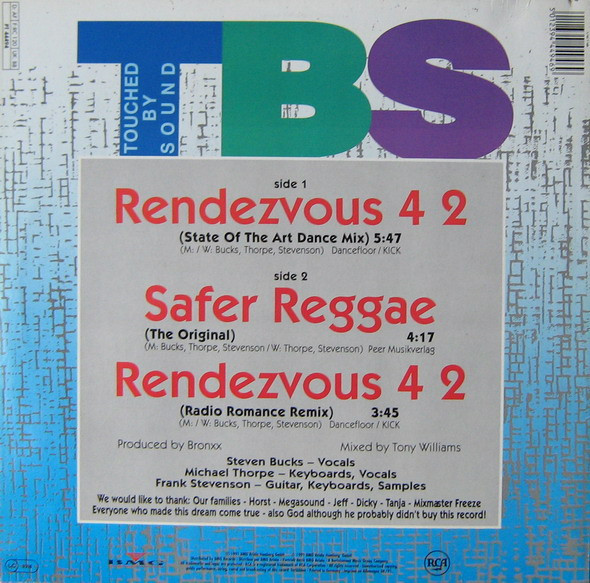 TBS
TOUCHED
BY
SOUND
side 1
Rendezvous 4 2
(State Of The Art Dance Mix) 5:47
(M: / W: Bucks, Thorpe, Stevenson) Dancefloor / KICK
side 2
Safer Reggae
(The Original) 4:17
(M: Bucks, Thorpe, Stevenson / W: Thorpe, Stevenson) Peer Musikverlag
Rendezvous 4 2
(Radio Romance Remix) 3:45
(M: / W: Bucks, Thorpe, Stevenson) Dancefloor / KICK
Produced by Bronxx Mixed by Tony Williams
Steven Bucks – Vocals
Michael Thorpe – Keyboards, Vocals
Frank Stevenson – Guitar, Keyboards, Samples
We would like to thank: Our families - Horst - Megasound - Jeff - Dicky - Tanja - Mixmaster Freeze
Everyone who made this dream come true - also God although he probably didn't buy this record!
BMG
RCA